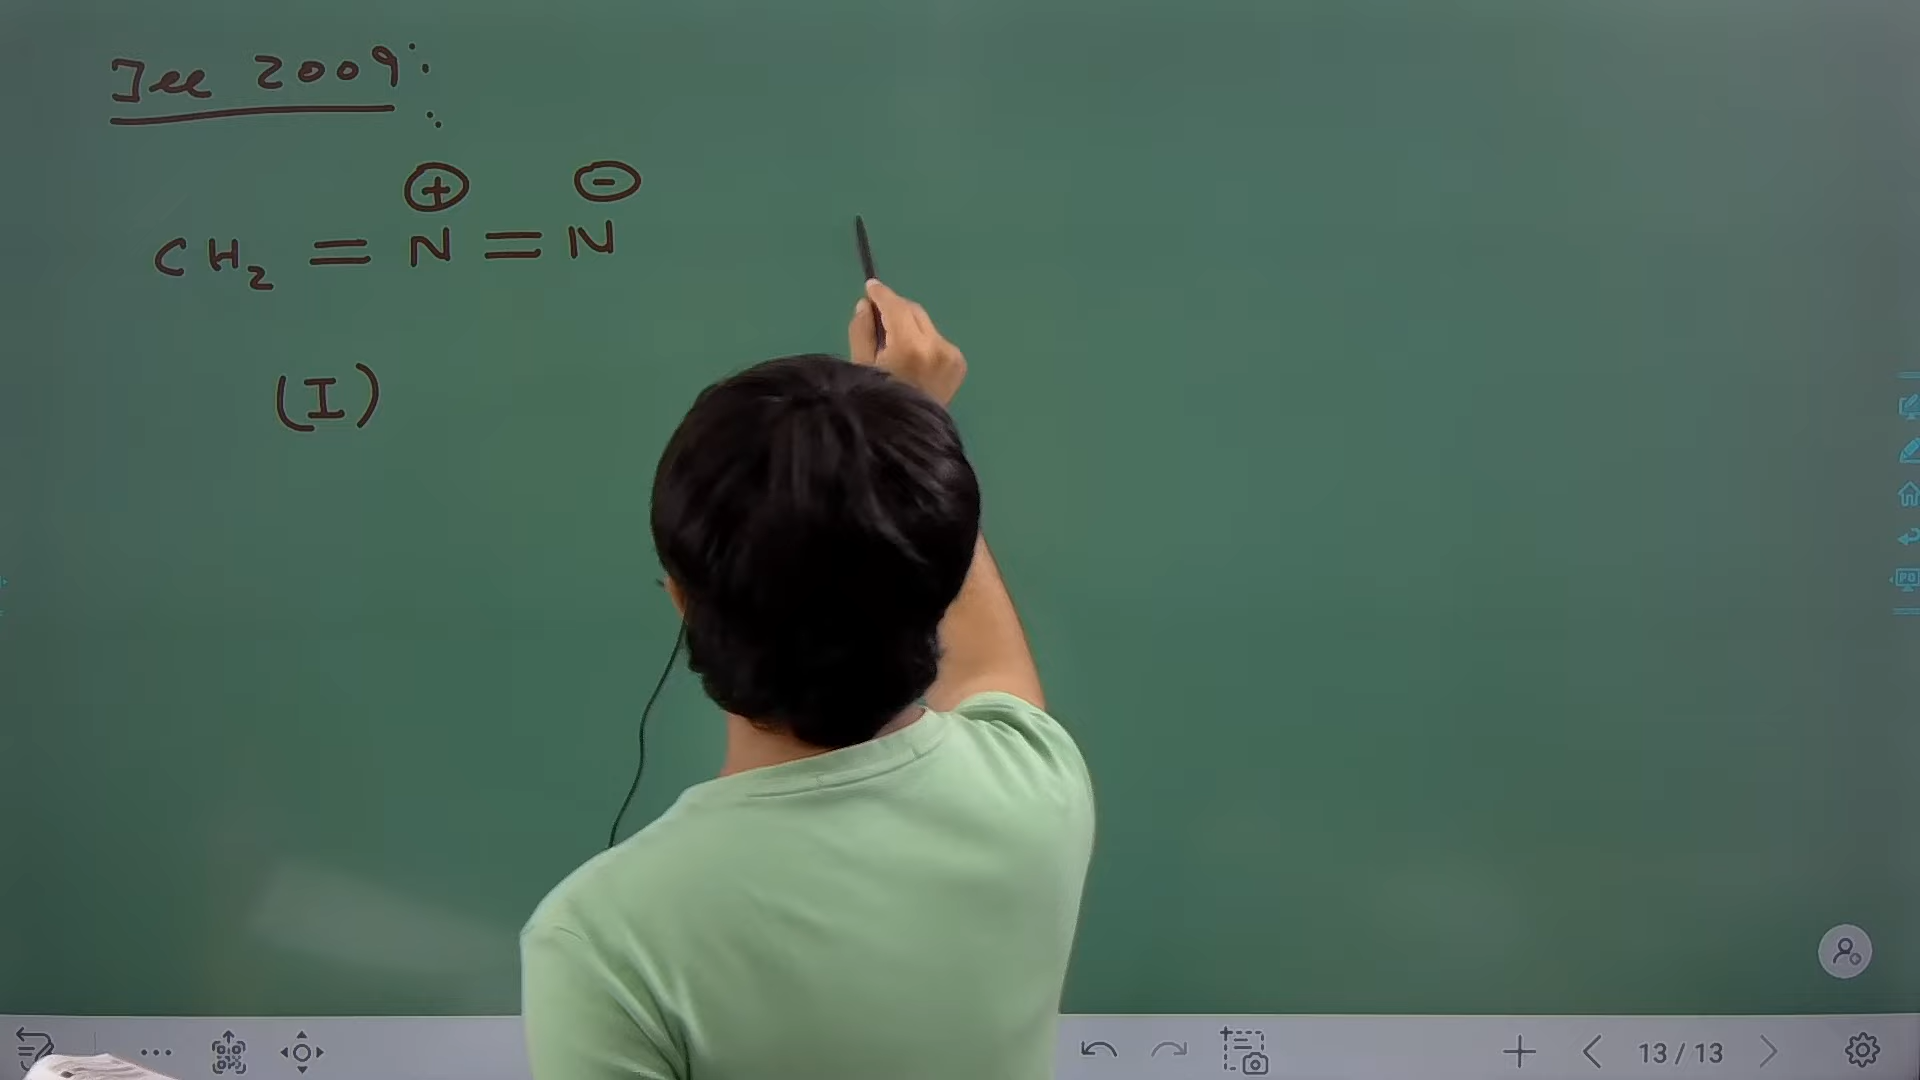 Jee 2009:
⊕ ⊖
CH₂ = N = N
(I)
13/13